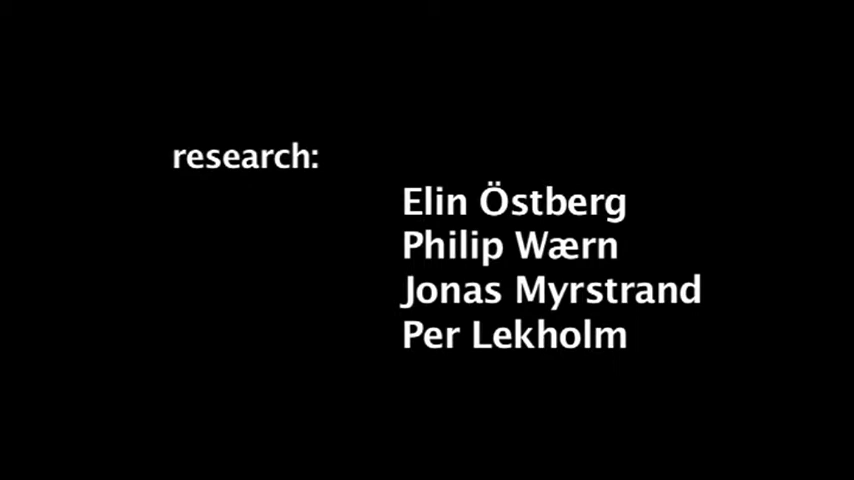 research:
Elin Östberg
Philip Wærn
Jonas Myrstrand
Per Lekholm